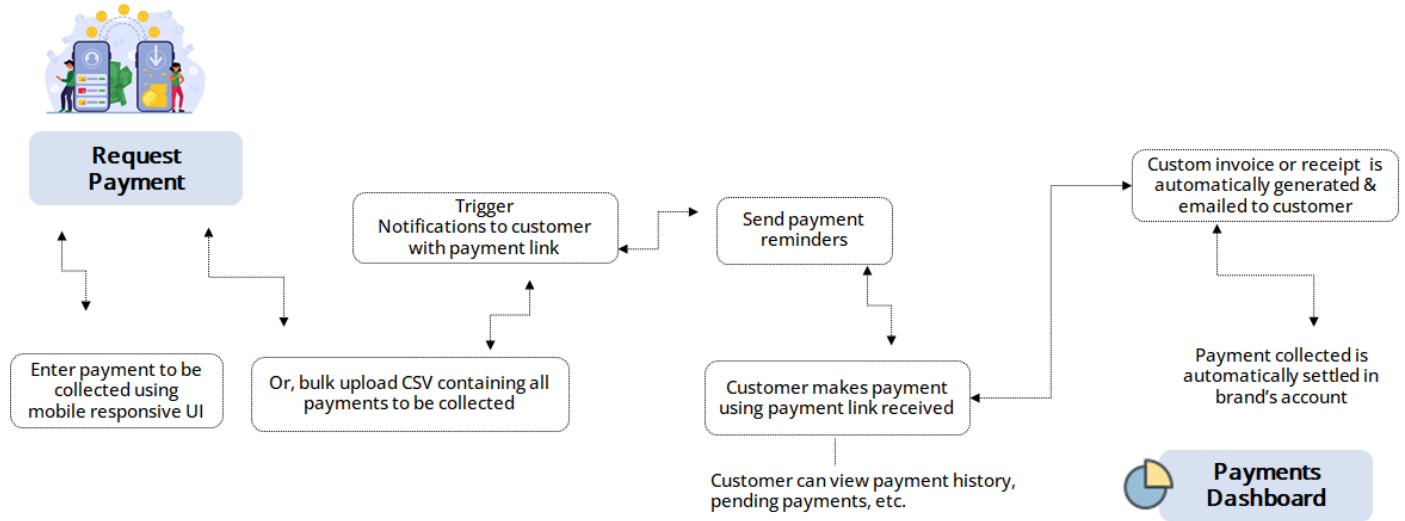 Request
Payment
Enter payment to be
collected using
mobile responsive UI
Or, bulk upload CSV containing all
payments to be collected
Trigger
Notifications to customer
with payment link
Send payment
reminders
Customer makes payment
using payment link received
Customer can view payment history,
pending payments, etc.
Custom invoice or receipt is
automatically generated &
emailed to customer
Payment collected is
automatically settled in
brand's account
Payments
Dashboard